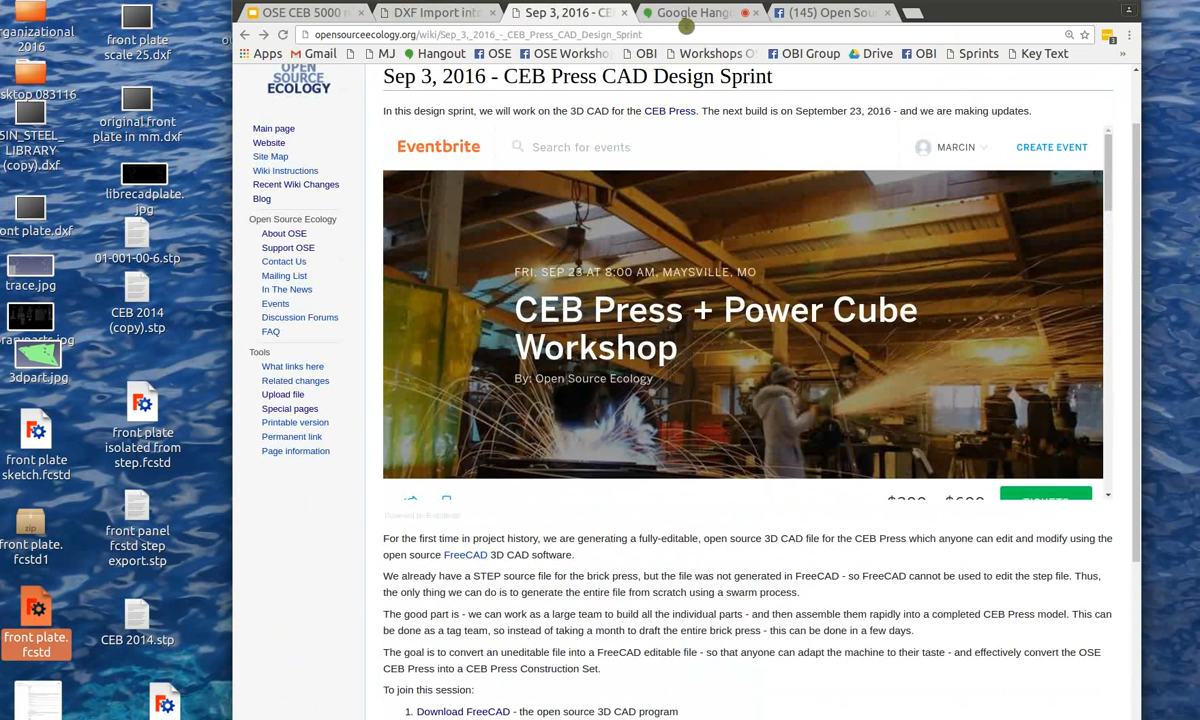 OSE CEB 5000
DXF Import int
Sep 3, 2016 - CE
Google Hang
(145) Open Sou
opensourceecology.org/wiki/Sep_3,_2016_-_CEB_Press_CAD_Design_Sprint
Apps Gmail MJ Hangout OSE OSE Workshop OBI Workshops O OBI Group Drive OBI Sprints Key Text »
rganizational
2016
sktop 083116
SIN_STEEL_
LIBRARY
(copy).dxf
ont plate.dxf
trace.jpg
raryparts.jpg
3dpart.jpg
front plate
sketch.fcstd
zip
front plate.
fcstd1
front plate.
fcstd
front plate
scale 25.dxf
original front
plate in mm.dxf
librecadplate.
jpg
01-001-00-6.stp
CEB 2014
(copy).stp
front plate
isolated from
step.fcstd
front panel
fcstd step
export.stp
CEB 2014.stp
OPEN
SOURCE
ECOLOGY
Main page
Website
Site Map
Wiki Instructions
Recent Wiki Changes
Blog
Open Source Ecology
About OSE
Support OSE
Contact Us
Mailing List
In The News
Events
Discussion Forums
FAQ
Tools
What links here
Related changes
Upload file
Special pages
Printable version
Permanent link
Page information
Sep 3, 2016 - CEB Press CAD Design Sprint
In this design sprint, we will work on the 3D CAD for the CEB Press. The next build is on September 23, 2016 - and we are making updates.
Eventbrite Search for events MARCIN CREATE EVENT
FRI, SEP 23 AT 8:00 AM, MAYSVILLE, MO
CEB Press + Power Cube
Workshop
By: Open Source Ecology
Powered by Eventbrite
For the first time in project history, we are generating a fully-editable, open source 3D CAD file for the CEB Press which anyone can edit and modify using the
open source FreeCAD 3D CAD software.
We already have a STEP source file for the brick press, but the file was not generated in FreeCAD - so FreeCAD cannot be used to edit the step file. Thus,
the only thing we can do is to generate the entire file from scratch using a swarm process.
The good part is - we can work as a large team to build all the individual parts - and then assemble them rapidly into a completed CEB Press model. This can
be done as a tag team, so instead of taking a month to draft the entire brick press - this can be done in a few days.
The goal is to convert an uneditable file into a FreeCAD editable file - so that anyone can adapt the machine to their taste - and effectively convert the OSE
CEB Press into a CEB Press Construction Set.
To join this session:
1. Download FreeCAD - the open source 3D CAD program